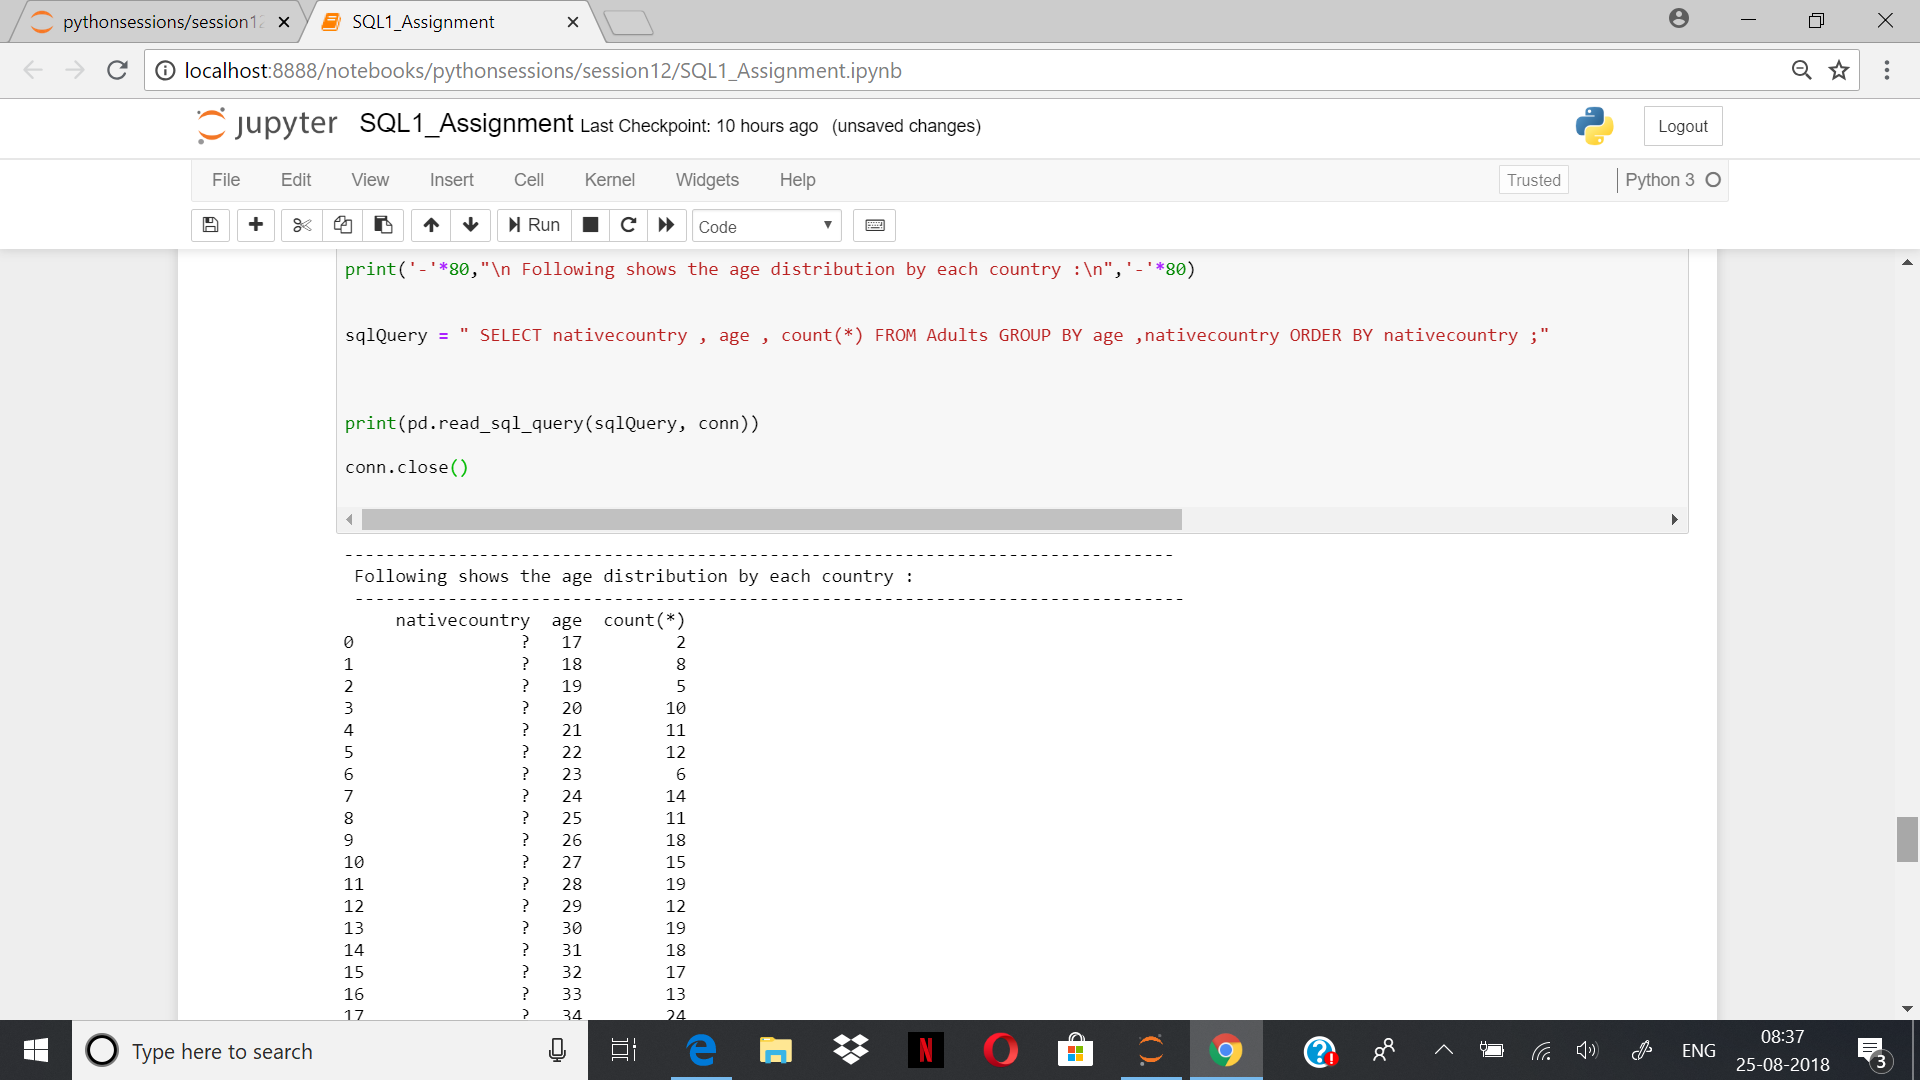 pythonsessions/session12
SQL1_Assignment
localhost:8888/notebooks/pythonsessions/session12/SQL1_Assignment.ipynb
jupyter SQL1_Assignment Last Checkpoint: 10 hours ago (unsaved changes)
Logout
File Edit View Insert Cell Kernel Widgets Help
Trusted Python 3
Run Code
print('-'*80,"\n Following shows the age distribution by each country :\n",'-'*80)
sqlQuery = " SELECT nativecountry , age , count(*) FROM Adults GROUP BY age ,nativecountry ORDER BY nativecountry ;"
print(pd.read_sql_query(sqlQuery, conn))
conn.close()
--------------------------------------------------------------------------------
Following shows the age distribution by each country :
--------------------------------------------------------------------------------
nativecountry age count(*)
0 ? 17 2
1 ? 18 8
2 ? 19 5
3 ? 20 10
4 ? 21 11
5 ? 22 12
6 ? 23 6
7 ? 24 14
8 ? 25 11
9 ? 26 18
10 ? 27 15
11 ? 28 19
12 ? 29 12
13 ? 30 19
14 ? 31 18
15 ? 32 17
16 ? 33 13
17 ? 34 24
Type here to search
N
ENG
08:37
25-08-2018
3